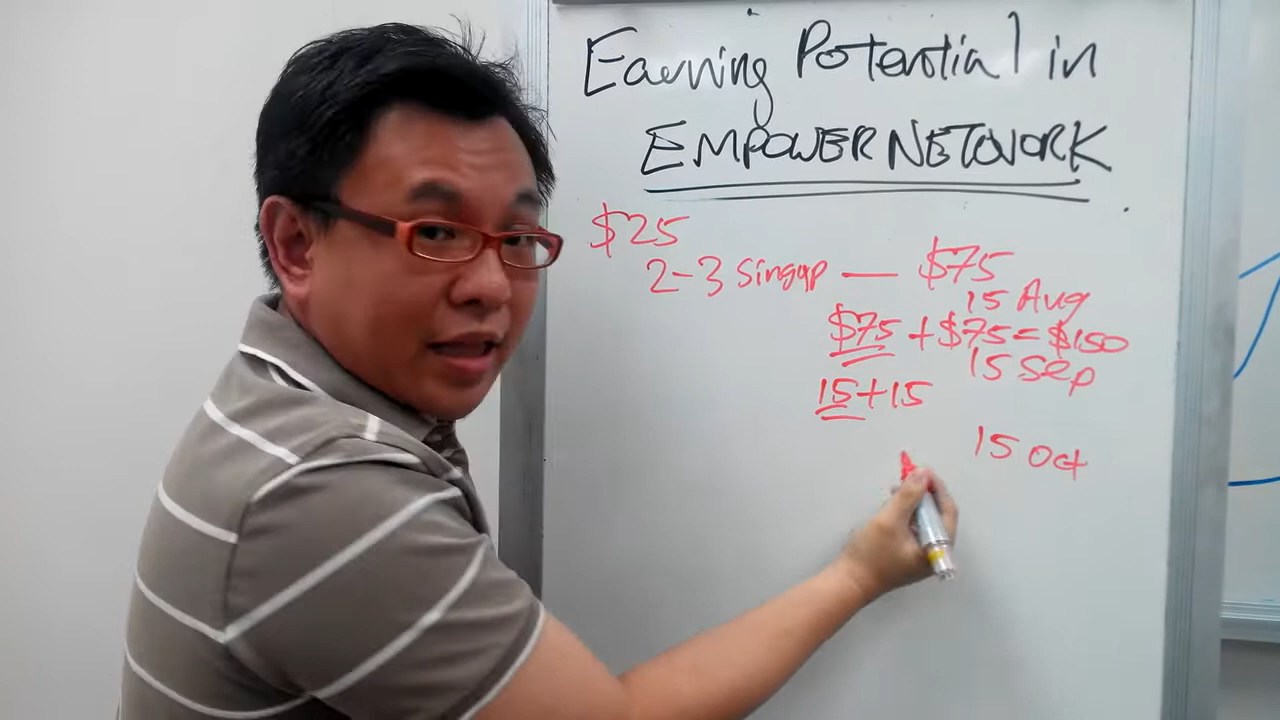 Earning Potential in
EMPOWER NETWORK
$25
2-3 Singap — $75
15 Aug
$75 + $75 = $150
15 Sep
15+15
15 Oct